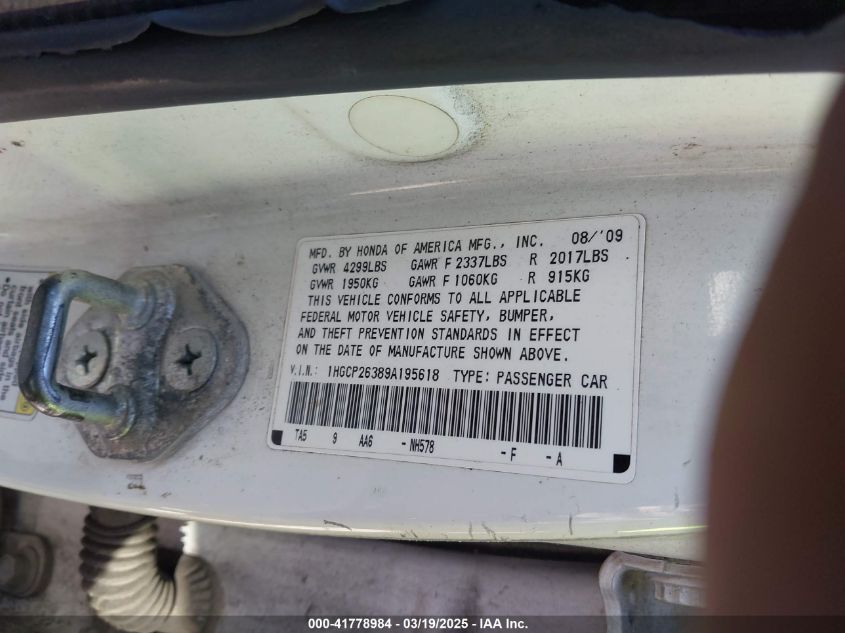 MFD. BY HONDA OF AMERICA MFG., INC. 08/'09
GVWR 4299LBS GAWR F 2337LBS R 2017LBS
GVWR 1950KG GAWR F 1060KG R 915KG
THIS VEHICLE CONFORMS TO ALL APPLICABLE
FEDERAL MOTOR VEHICLE SAFETY, BUMPER,
AND THEFT PREVENTION STANDARDS IN EFFECT
ON THE DATE OF MANUFACTURE SHOWN ABOVE.
V.I.N.: 1HGCP26389A195618 TYPE: PASSENGER CAR
TA5 9 AA6 -NH578 -F -A
000-41778984 - 03/19/2025 - IAA Inc.